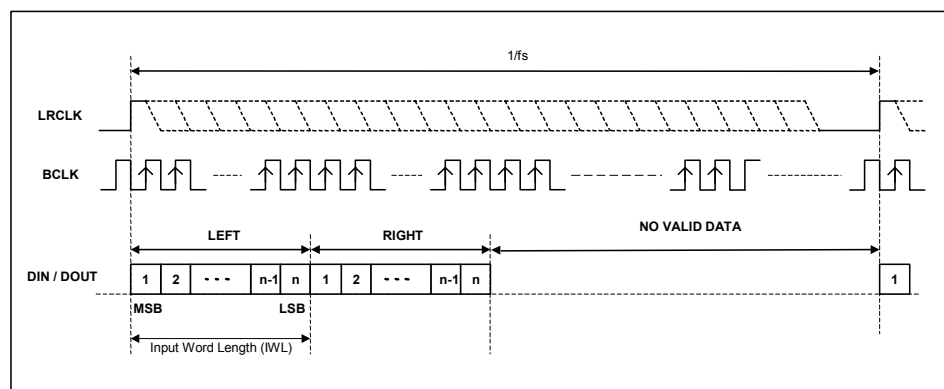 1/fs
LRCLK
BCLK
LEFT RIGHT NO VALID DATA
DIN / DOUT 1 2 - - - n-1 n 1 2 - - - n-1 n 1
MSB LSB
Input Word Length (IWL)